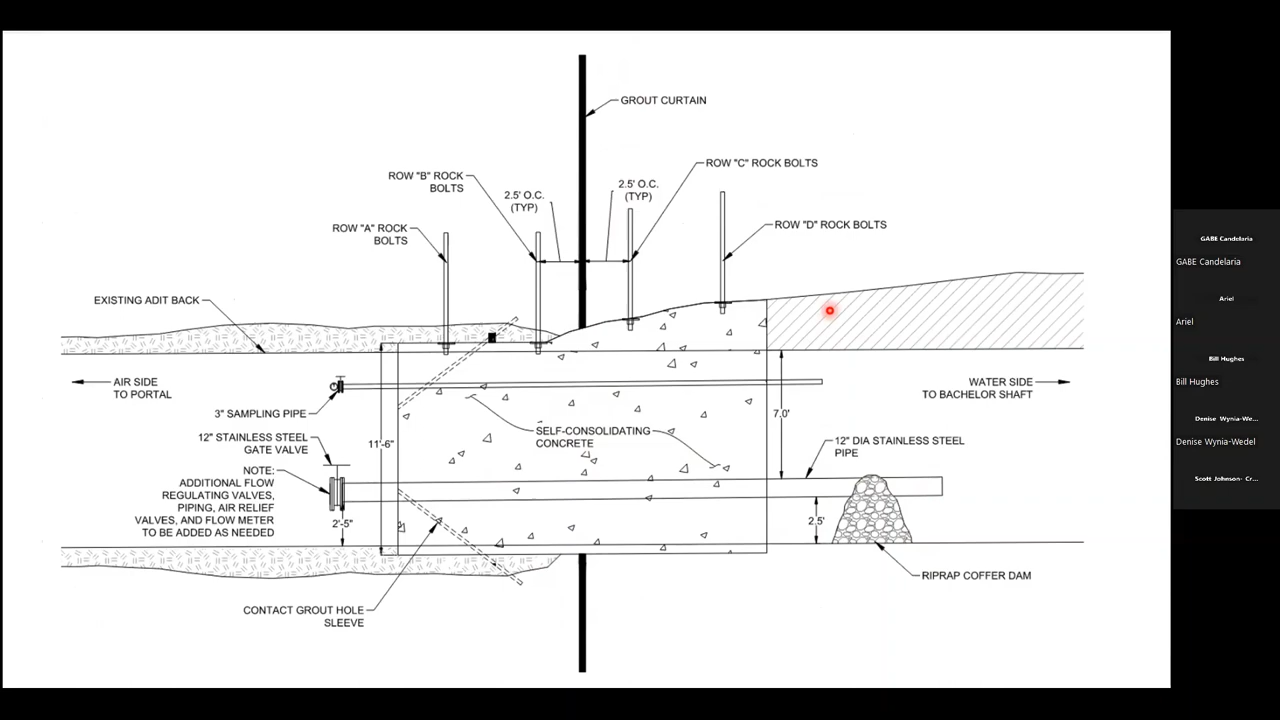 GROUT CURTAIN
ROW "B" ROCK
BOLTS
2.5' O.C.
(TYP)
2.5' O.C.
(TYP)
ROW "C" ROCK BOLTS
ROW "A" ROCK
BOLTS
ROW "D" ROCK BOLTS
EXISTING ADIT BACK
AIR SIDE
TO PORTAL
WATER SIDE
TO BACHELOR SHAFT
3" SAMPLING PIPE
7.0'
12" STAINLESS STEEL
GATE VALVE
11'-6"
SELF-CONSOLIDATING
CONCRETE
12" DIA STAINLESS STEEL
PIPE
NOTE:
ADDITIONAL FLOW
REGULATING VALVES,
PIPING, AIR RELIEF
VALVES, AND FLOW METER
TO BE ADDED AS NEEDED
2'-5"
2.5'
RIPRAP COFFER DAM
CONTACT GROUT HOLE
SLEEVE
GABE Candelaria
GABE Candelaria
Ariel
Ariel
Bill Hughes
Bill Hughes
Denise Wynia-We...
Denise Wynia-Wedel
Scott Johnson- Cr...